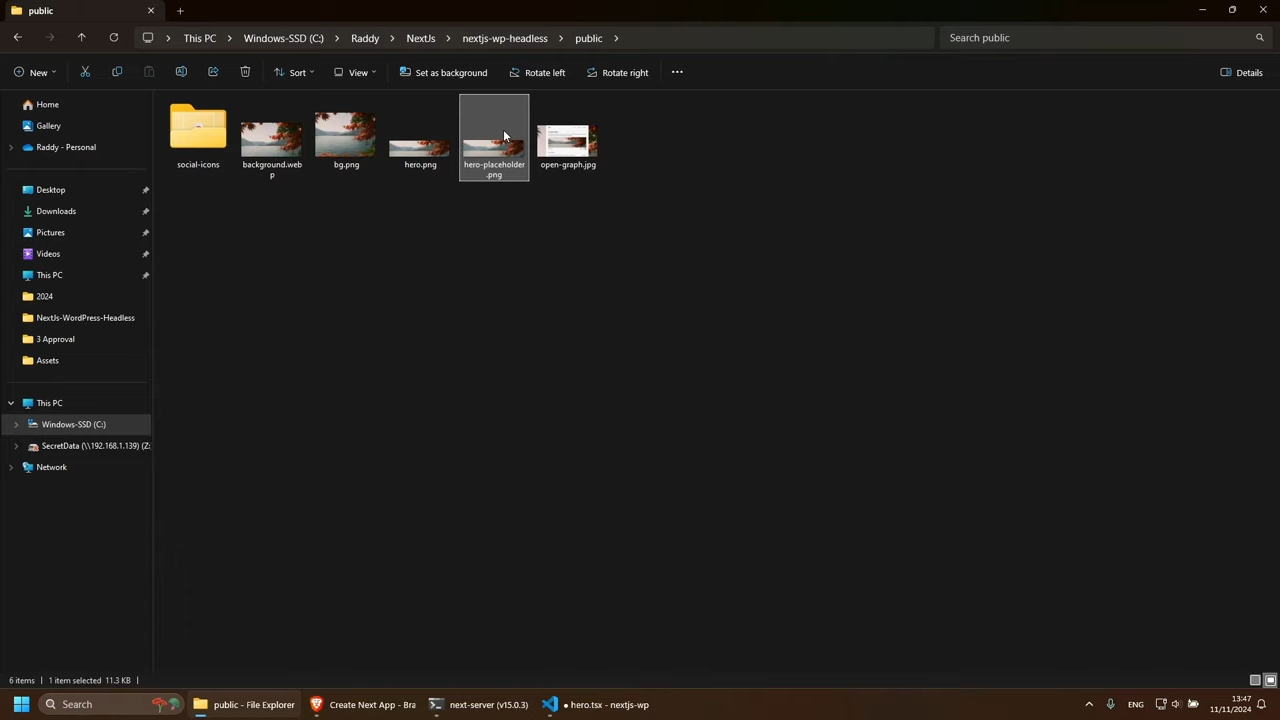 public
This PC
Windows-SSD (C:)
Raddy
NextJs
nextjs-wp-headless
public
Search public
New
Sort
View
Set as background
Rotate left
Rotate right
Details
Home
Gallery
Raddy - Personal
Desktop
Downloads
Pictures
Videos
This PC
2024
NextJs-WordPress-Headless
3 Approval
Assets
This PC
Windows-SSD (C:)
SecretData (\\192.168.1.139) (Z:
Network
social-icons
background.web
p
bg.png
hero.png
hero-placeholder
.png
open-graph.jpg
6 items
1 item selected 11.3 KB
Search
public - File Explorer
Create Next App - Bra
next-server (v15.0.3)
● hero.tsx - nextjs-wp
ENG
13:47
11/11/2024